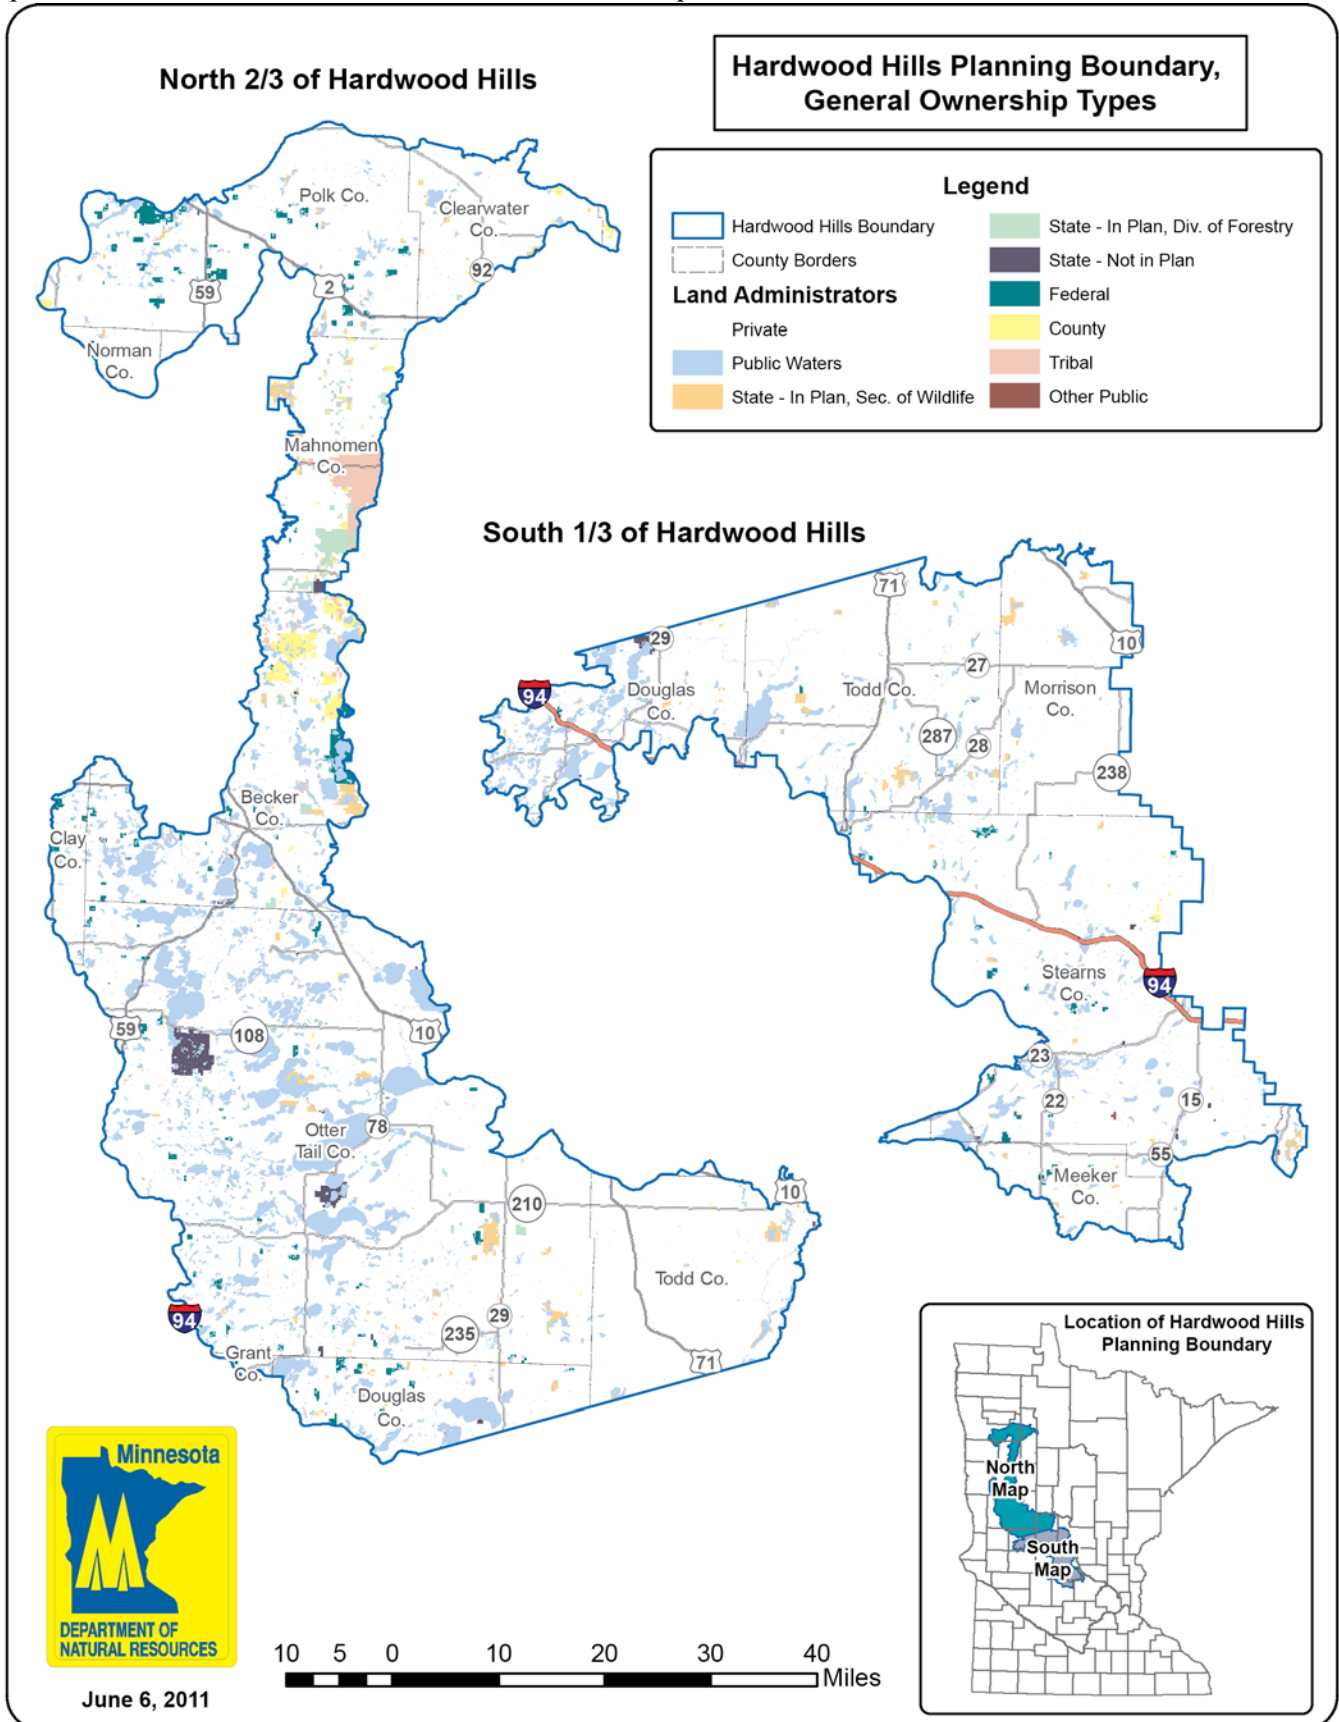 North 2/3 of Hardwood Hills
Hardwood Hills Planning Boundary,
General Ownership Types
Legend
Hardwood Hills Boundary
County Borders
Land Administrators
Private
Public Waters
State - In Plan, Sec. of Wildlife
State - In Plan, Div. of Forestry
State - Not in Plan
Federal
County
Tribal
Other Public
Polk Co.
Clearwater
Co.
92
59
2
Norman
Co.
Mahnomen
Co.
Becker
Co.
Clay
Co.
59
108
10
78
Otter
Tail Co.
210
10
Todd Co.
29
235
94
71
Grant
Co.
Douglas
Co.
South 1/3 of Hardwood Hills
71
29
10
27
94
Douglas
Co.
Todd Co.
Morrison
Co.
287
28
238
Stearns
Co.
94
23
22
15
55
Meeker
Co.
Location of Hardwood Hills
Planning Boundary
North
Map
South
Map
Minnesota
DEPARTMENT OF
NATURAL RESOURCES
June 6, 2011
10 5 0 10 20 30 40
Miles